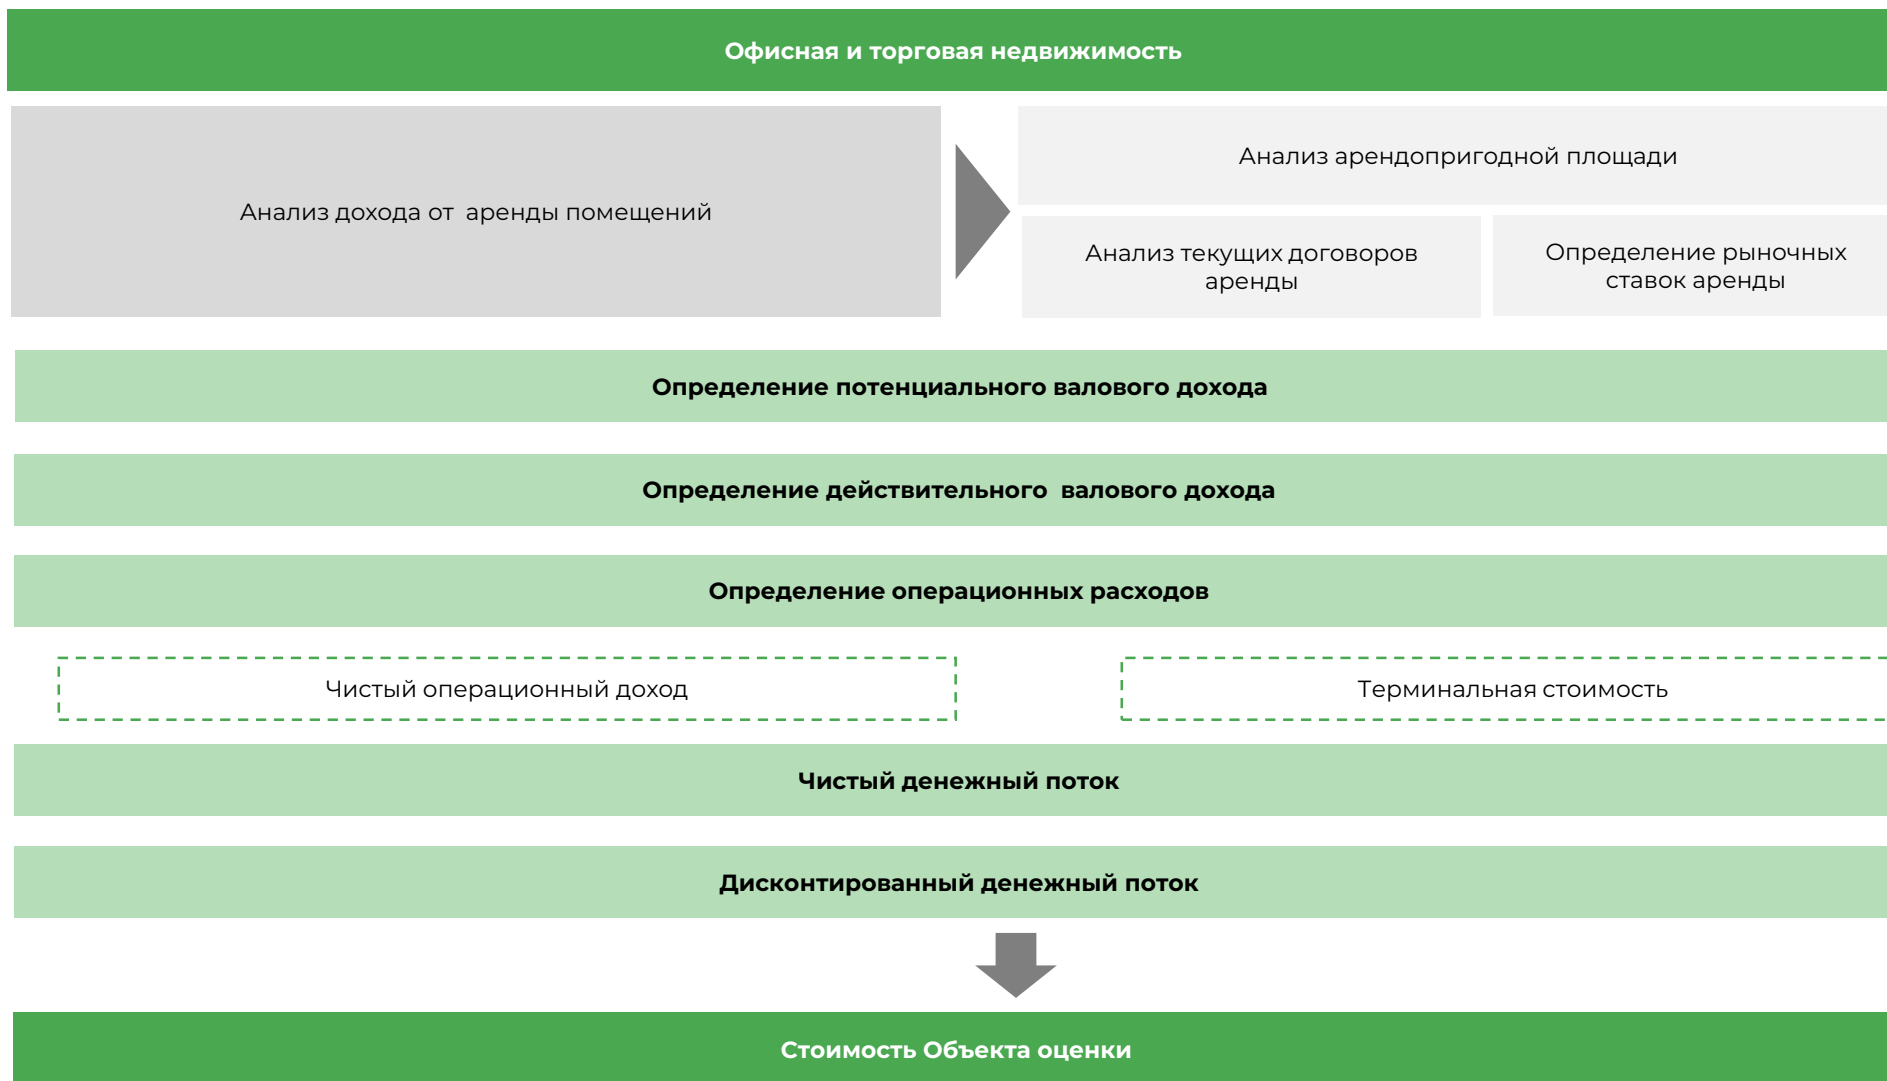 Офисная и торговая недвижимость
Анализ дохода от  аренды помещений
Анализ арендопригодной площади
Анализ текущих договоров
аренды
Определение рыночных
ставок аренды
Определение потенциального валового дохода
Определение действительного  валового дохода
Определение операционных расходов
Чистый операционный доход
Терминальная стоимость
Чистый денежный поток
Дисконтированный денежный поток
Стоимость Объекта оценки